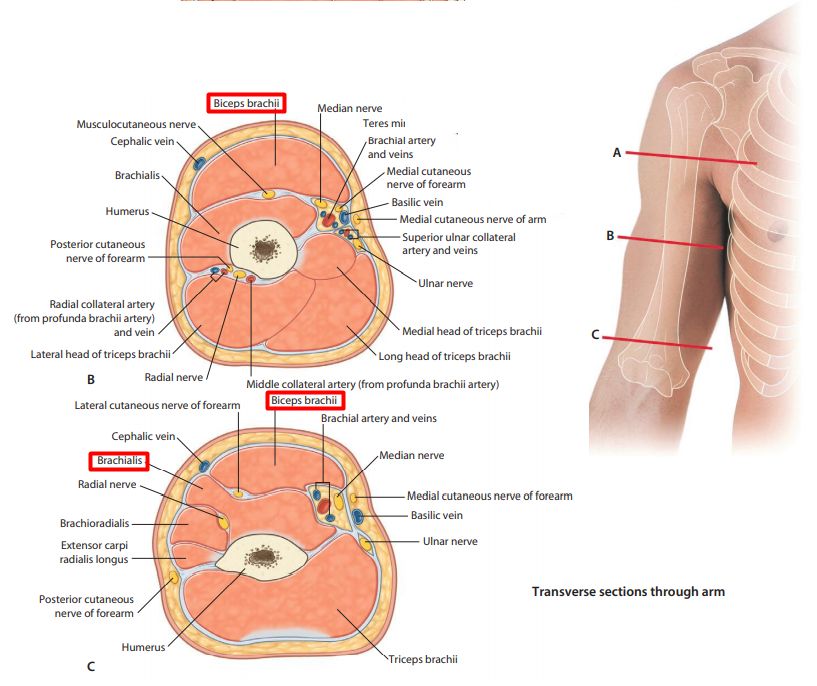 Biceps brachii
Median nerve
Musculocutaneous nerve
Teres
Cephalic vein
Brachial artery
and veins
Brachialis
Medial cutaneous
nerve of forearm
Basilic vein
Humerus
Medial cutaneous nerve of arm
Posterior cutaneous
nerve of forearm
Superior ulnar collateral
artery and veins
Ulnar nerve
Radial collateral artery
(from profunda brachii artery)
and vein
Medial head of triceps brachii
Lateral head of triceps brachii
Long head of triceps brachii
B
Radial nerve
Middle collateral artery (from profunda brachii artery)
Lateral cutaneous nerve of forearm
Biceps brachii
Brachial artery and veins
Cephalic vein
Median nerve
Brachialis
Radial nerve
Medial cutaneous nerve of forearm
Basilic vein
Brachioradialis
Ulnar nerve
Extensor carpi
radialis longus
Posterior cutaneous
nerve of forearm
Humerus
Triceps brachii
C
A
B
C
Transverse sections through arm